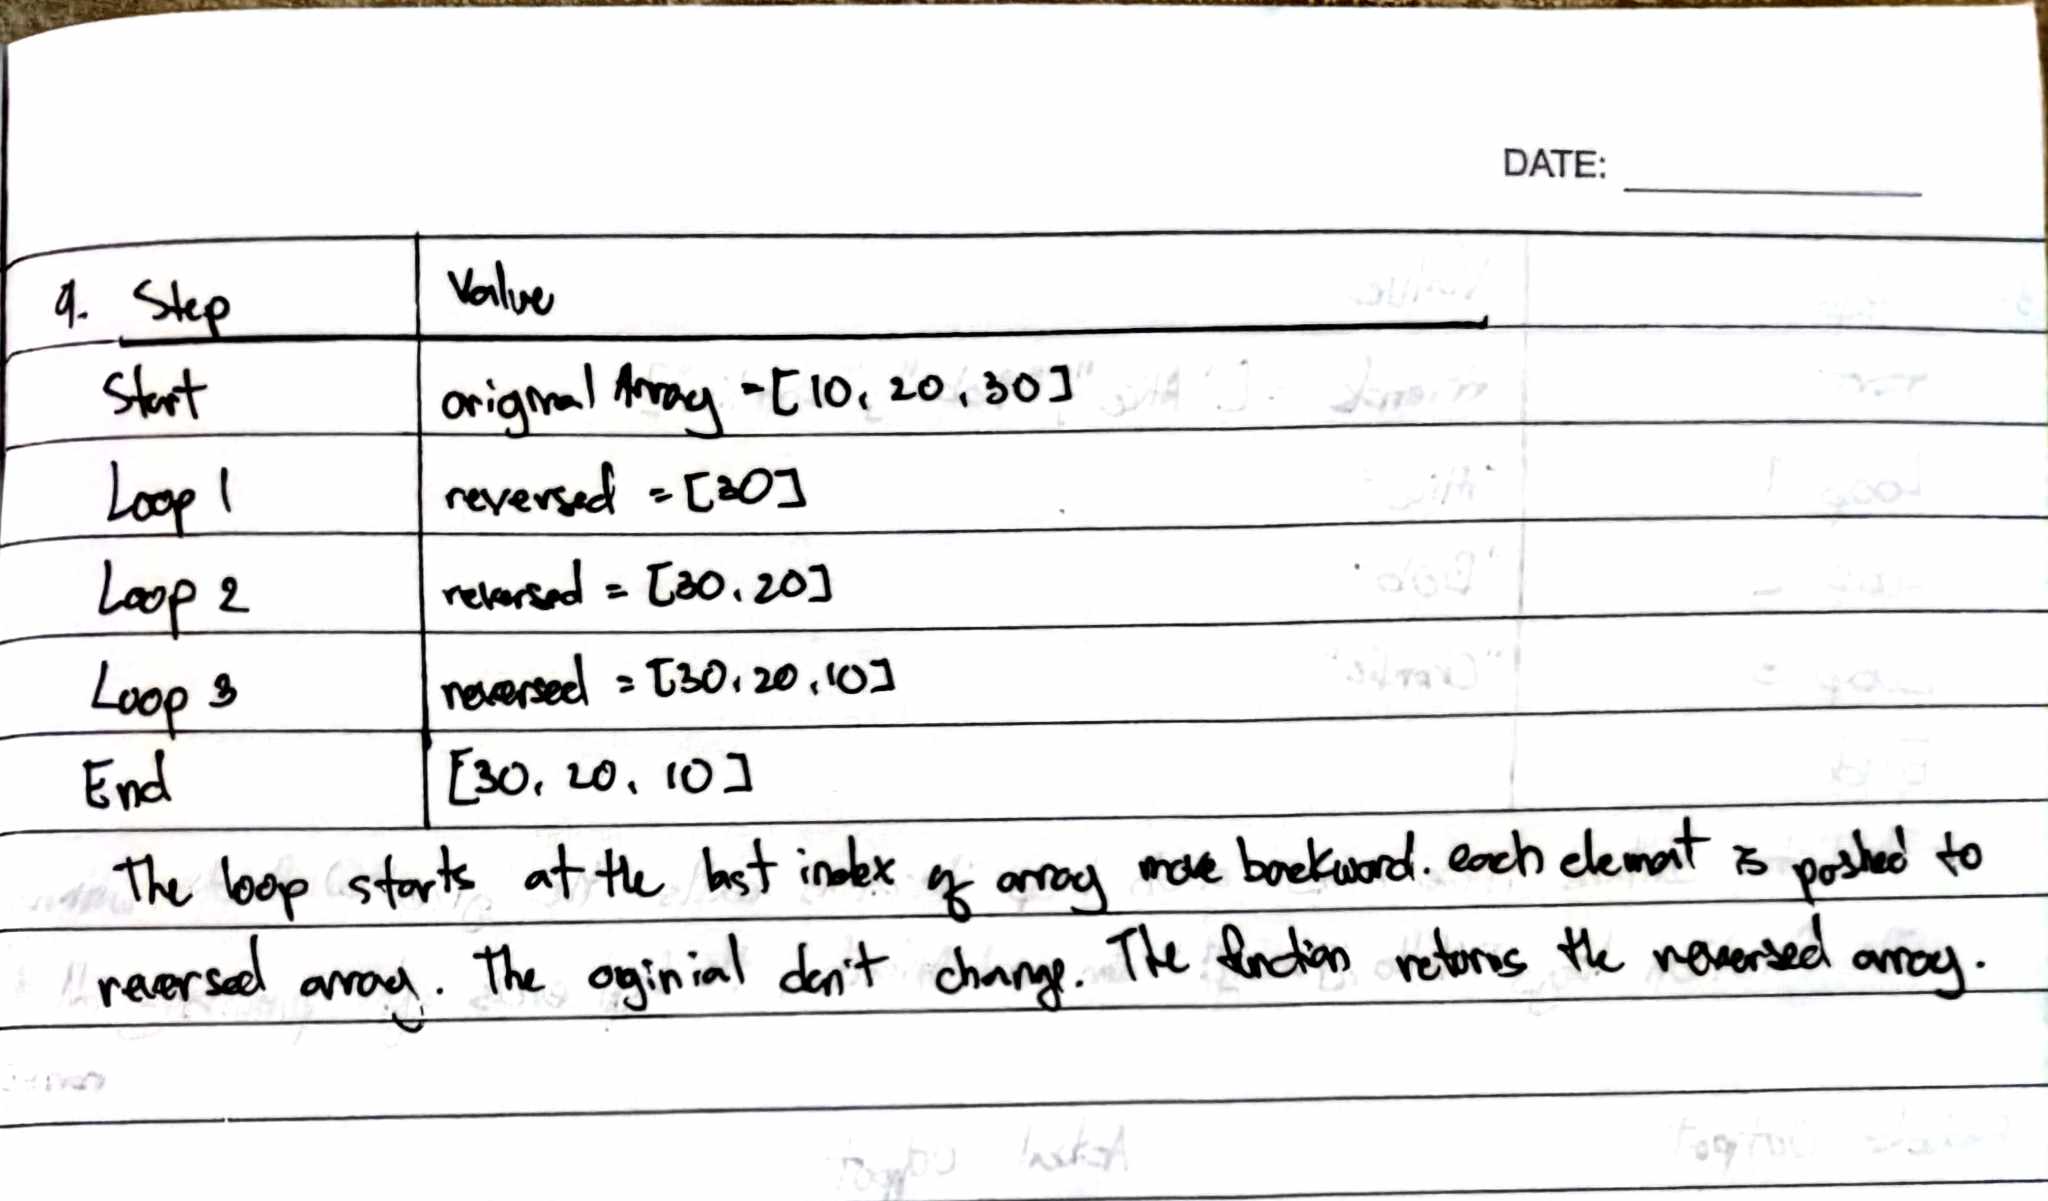 DATE:
9. Step Value
Start original Array = [10, 20, 30]
Loop 1 reversed = [30]
Loop 2 reversed = [30, 20]
Loop 3 reversed = [30, 20, 10]
End [30, 20, 10]
The loop starts at the last index of array move backward. each element is pushed to
reversed array. The oginial don't change. The function returns the reversed array.